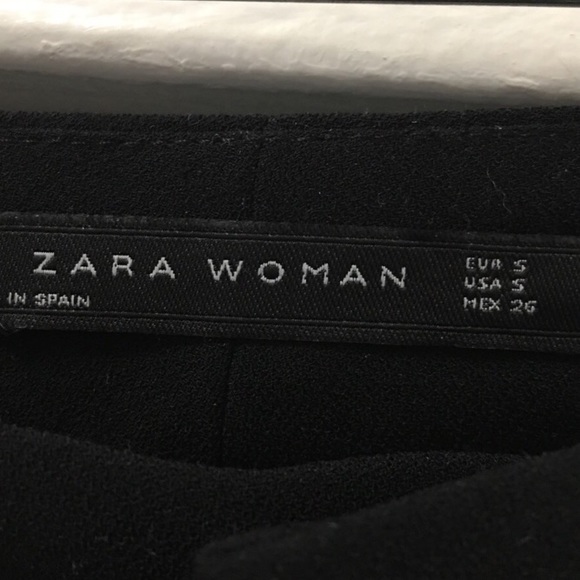 ZARA WOMAN
IN SPAIN
EUR S
USA S
MEX 26